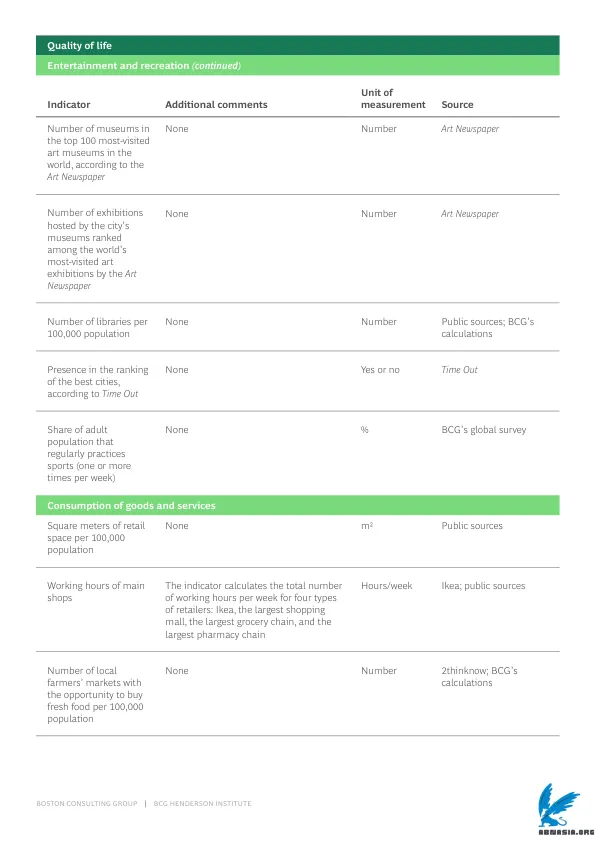 Quality of life
Entertainment and recreation (continued)
Indicator
Additional comments
Unit of
measurement
Source
Number of museums in
the top 100 most-visited
art museums in the
world, according to the
Art Newspaper
None
Number
Art Newspaper
Number of exhibitions
hosted by the city's
museums ranked
among the world's
most-visited art
exhibitions by the Art
Newspaper
None
Number
Art Newspaper
Number of libraries per
100,000 population
None
Number
Public sources; BCG's
calculations
Presence in the ranking
of the best cities,
according to Time Out
None
Yes or no
Time Out
Share of adult
population that
regularly practices
sports (one or more
times per week)
None
%
BCG's global survey
Consumption of goods and services
Square meters of retail
space per 100,000
population
None
m²
Public sources
Working hours of main
shops
The indicator calculates the total number
of working hours per week for four types
of retailers: Ikea, the largest shopping
mall, the largest grocery chain, and the
largest pharmacy chain
Hours/week
Ikea; public sources
Number of local
farmers' markets with
the opportunity to buy
fresh food per 100,000
population
None
Number
2thinknow; BCG's
calculations
BOSTON CONSULTING GROUP | BCG HENDERSON INSTITUTE
ABNASIA.ORG